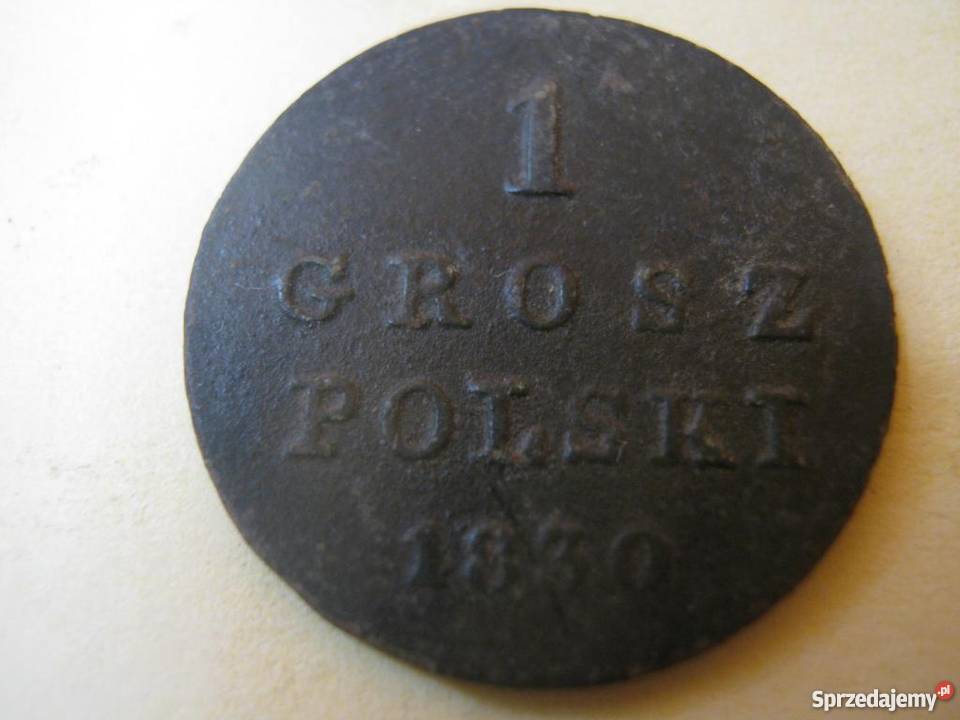 1
GROSZ
POLSKI
1830
Sprzedajemy.pl